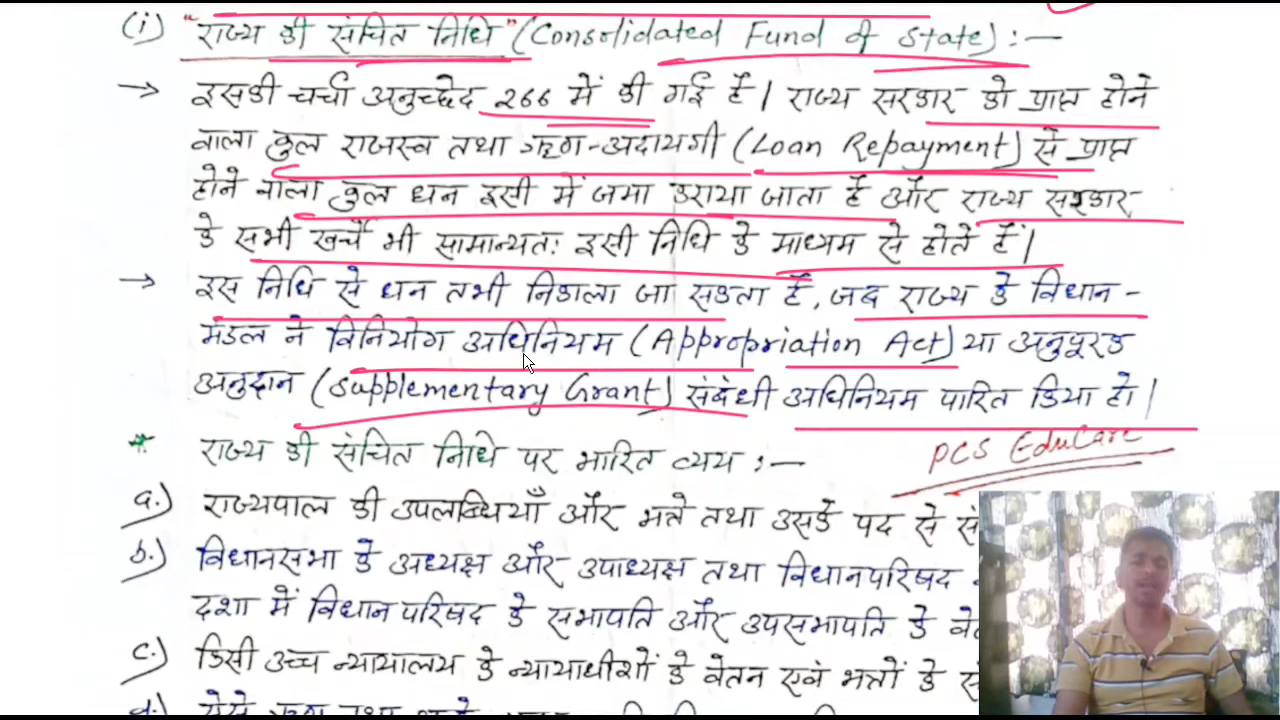 (i) "राज्य की संचित निधि" (Consolidated Fund of State) :—
→ इसकी चर्चा अनुच्छेद 266 में की गई है। राज्य सरकार को प्राप्त होने
वाला कुल राजस्व तथा ऋण-अदायगी (Loan Repayment) से प्राप्त
होने वाला कुल धन इसी में जमा कराया जाता है और राज्य सरकार
के सभी खर्चे भी सामान्यतः इसी निधि के माध्यम से होते हैं।
→ इस निधि से धन तभी निकाला जा सकता है, जब राज्य के विधान-
मंडल ने विनियोग अधिनियम (Appropriation Act) या अनुपूरक
अनुदान (Supplementary Grant) संबंधी अधिनियम पारित किया हो।
* राज्य की संचित निधि पर भारित व्यय :—
PCS EduCare
a.) राज्यपाल की उपलब्धियाँ और भत्ते तथा उसके पद से
b.) विधानसभा के अध्यक्ष और उपाध्यक्ष तथा विधानपरिषद
दशा में विधान परिषद के सभापति और उपसभापति के
c.) किसी उच्च न्यायालय के न्यायाधीशों के वेतन एवं भत्तों के